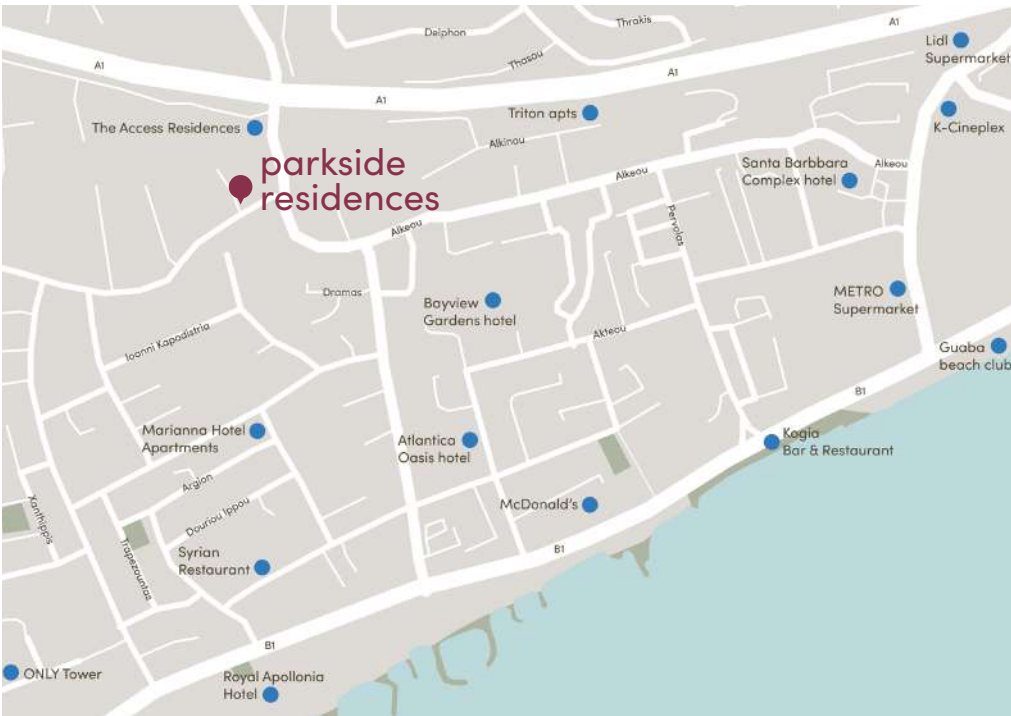 Delphon
Thrakis
A1
Lidl
Supermarket
Thasou
A1
A1
A1
K-Cineplex
Triton apts
The Access Residences
Alkinou
parkside
residences
Santa Barbbara
Complex hotel
Alkeou
Alkeou
Pervolas
Alkeou
Dramas
Bayview
Gardens hotel
METRO
Supermarket
Akteou
Ioanni Kapodistria
Guaba
beach club
B1
Marianna Hotel
Apartments
Atlantica
Oasis hotel
Kogia
Bar & Restaurant
Argion
Xanthippis
McDonald's
Douriou Ippou
Trapezountas
B1
Syrian
Restaurant
B1
ONLY Tower
Royal Apollonia
Hotel